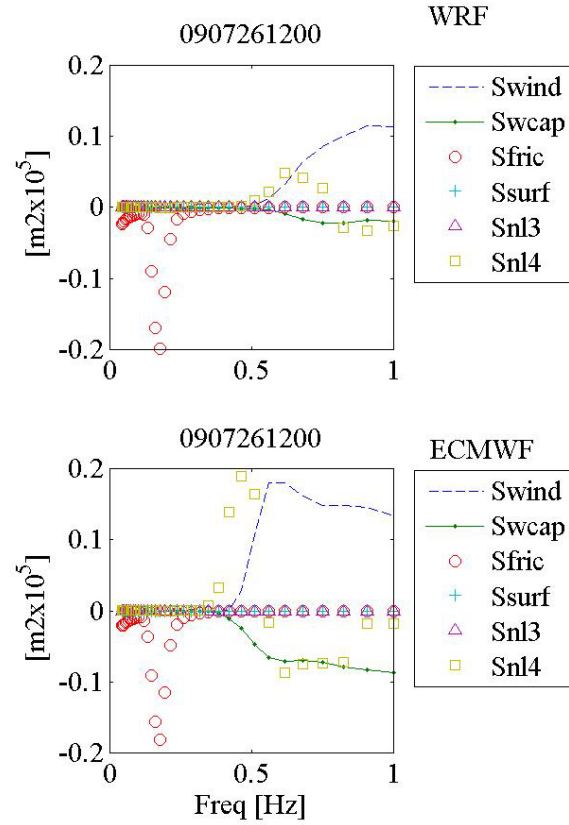 WRF
0907261200
0.2
0.1
0
-0.1
-0.2
[m2x10^5]
0
0.5
1
Swind
Swcap
Sfric
Ssurf
Snl3
Snl4
ECMWF
0907261200
0.2
0.1
0
-0.1
-0.2
[m2x10^5]
0
0.5
1
Freq [Hz]
Swind
Swcap
Sfric
Ssurf
Snl3
Snl4